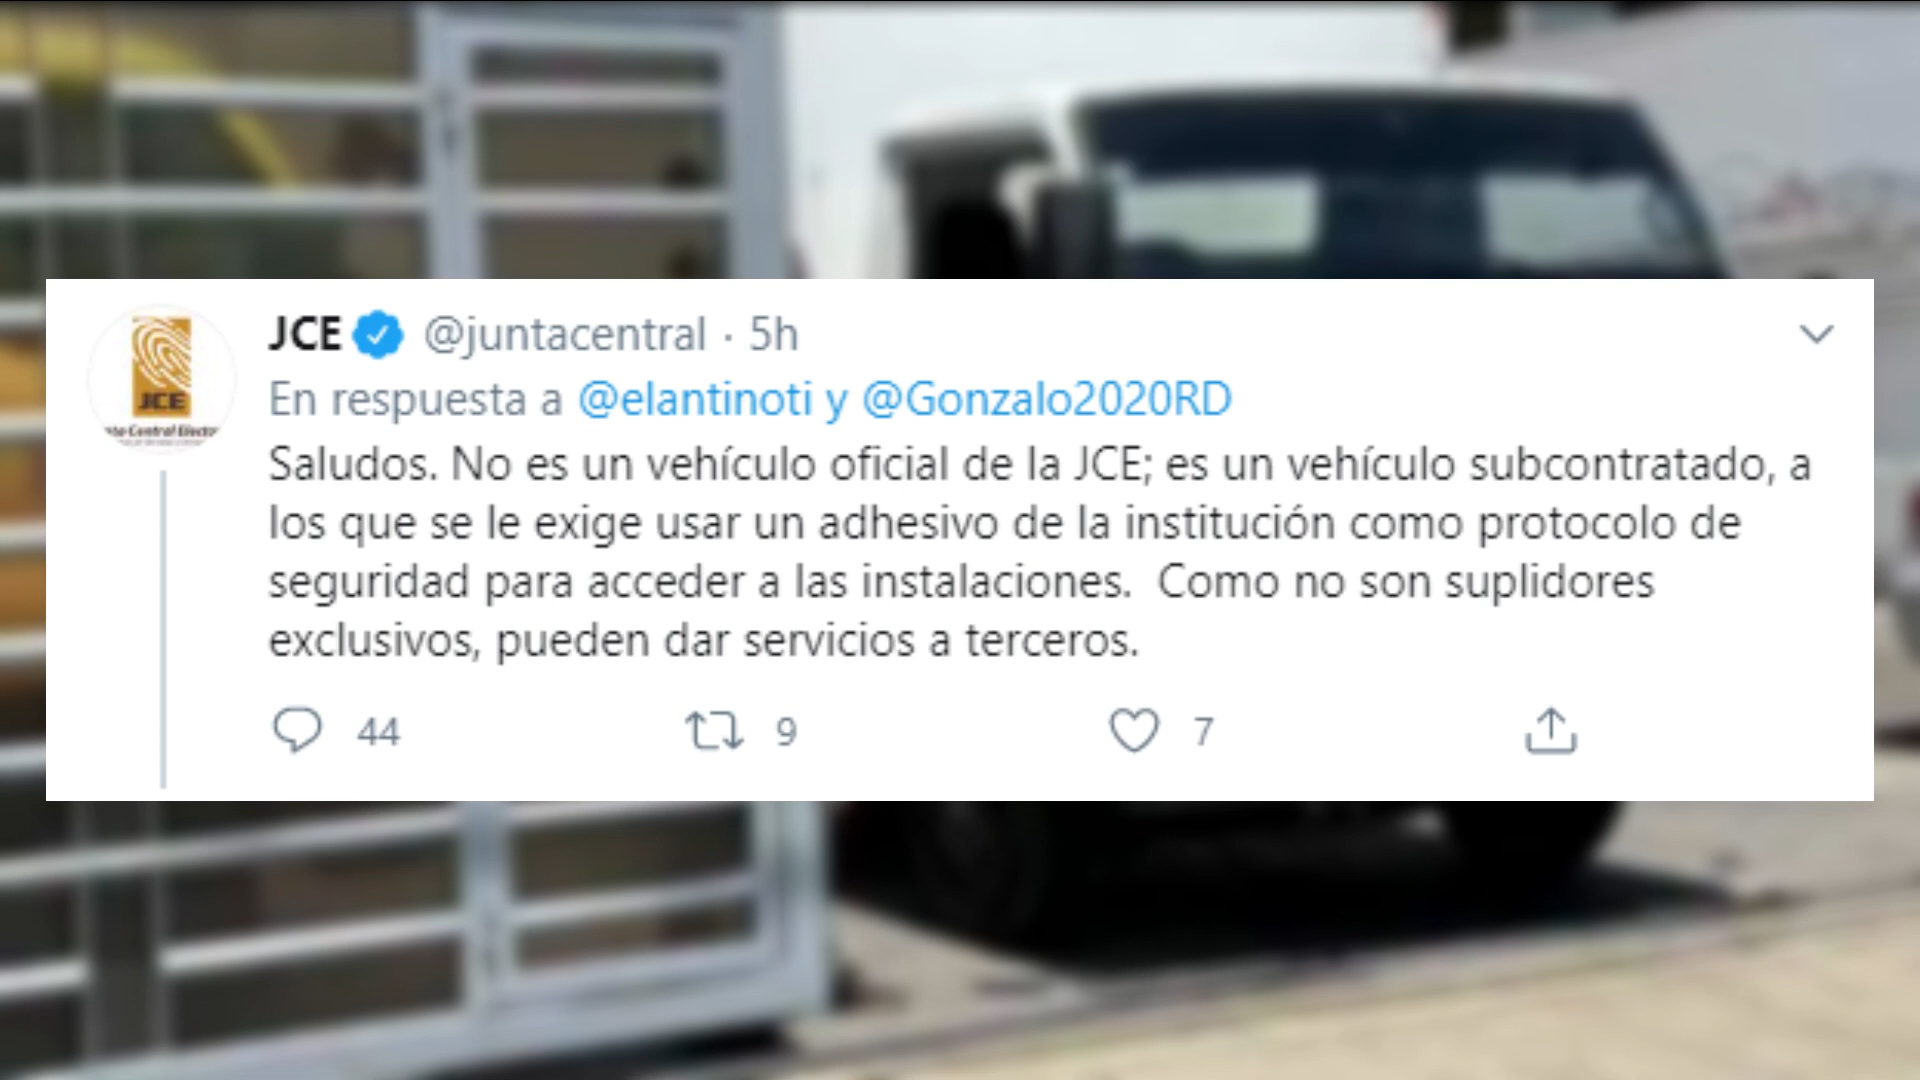 JCE @juntacentral · 5h
En respuesta a @elantinoti y @Gonzalo2020RD
Saludos. No es un vehículo oficial de la JCE; es un vehículo subcontratado, a
los que se le exige usar un adhesivo de la institución como protocolo de
seguridad para acceder a las instalaciones.  Como no son suplidores
exclusivos, pueden dar servicios a terceros.
44 9 7
JCE